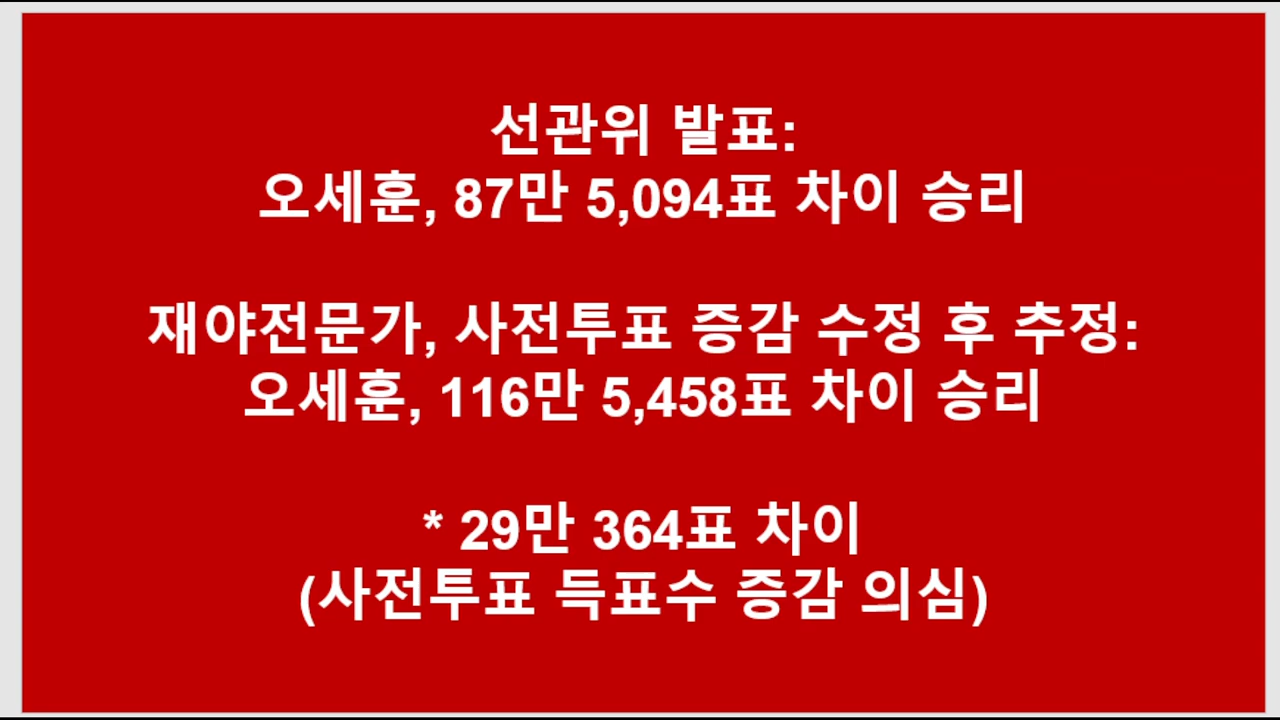 선관위 발표:
오세훈, 87만 5,094표 차이 승리
재야전문가, 사전투표 증감 수정 후 추정:
오세훈, 116만 5,458표 차이 승리
* 29만 364표 차이
(사전투표 득표수 증감 의심)